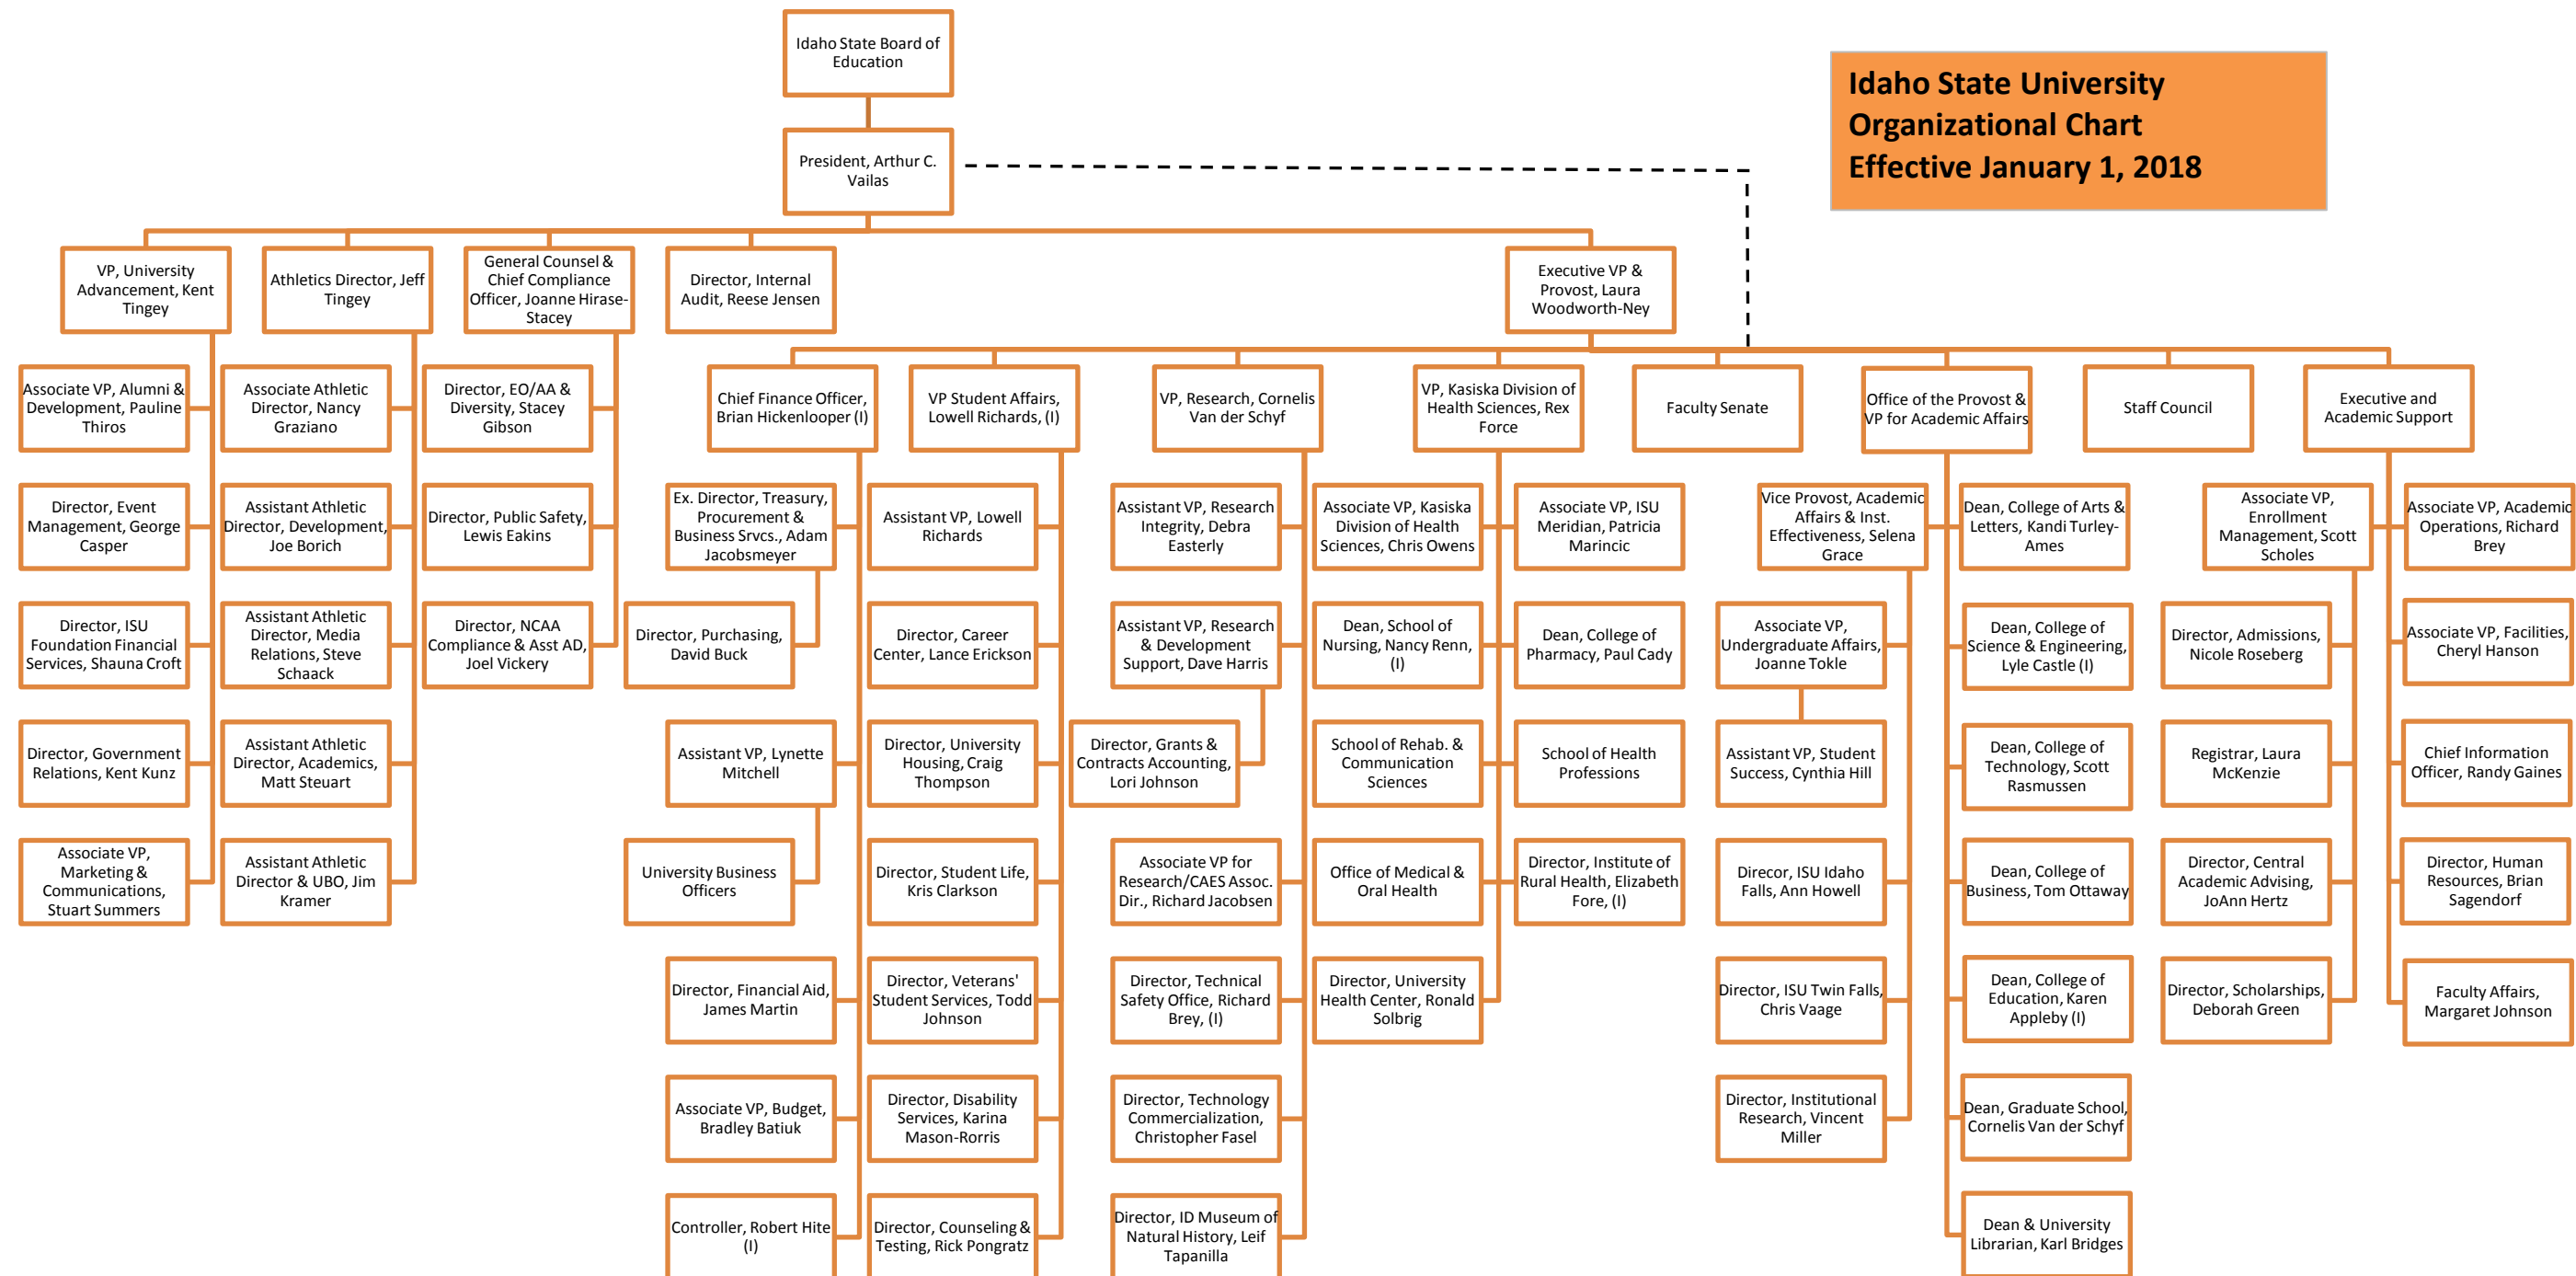 Idaho State Board of
Education
Idaho State University
Organizational Chart
Effective January 1, 2018
President, Arthur C.
Vailas
VP, University
Advancement, Kent
Tingey
Athletics Director, Jeff
Tingey
General Counsel &
Chief Compliance
Officer, Joanne Hirase-
Stacey
Director, Internal
Audit, Reese Jensen
Executive VP &
Provost, Laura
Woodworth-Ney
Associate VP, Alumni &
Development, Pauline
Thiros
Associate Athletic
Director, Nancy
Graziano
Director, EO/AA &
Diversity, Stacey
Gibson
Chief Finance Officer,
Brian Hickenlooper (I)
VP Student Affairs,
Lowell Richards, (I)
VP, Research, Cornelis
Van der Schyf
VP, Kasiska Division of
Health Sciences, Rex
Force
Faculty Senate
Office of the Provost &
VP for Academic Affairs
Staff Council
Executive and
Academic Support
Director, Event
Management, George
Casper
Assistant Athletic
Director, Development,
Joe Borich
Director, Public Safety,
Lewis Eakins
Ex. Director, Treasury,
Procurement &
Business Srvcs., Adam
Jacobsmeyer
Assistant VP, Lowell
Richards
Assistant VP, Research
Integrity, Debra
Easterly
Associate VP, Kasiska
Division of Health
Sciences, Chris Owens
Associate VP, ISU
Meridian, Patricia
Marincic
Vice Provost, Academic
Affairs & Inst.
Effectiveness, Selena
Grace
Dean, College of Arts &
Letters, Kandi Turley-
Ames
Associate VP,
Enrollment
Management, Scott
Scholes
Associate VP, Academic
Operations, Richard
Brey
Director, ISU
Foundation Financial
Services, Shauna Croft
Assistant Athletic
Director, Media
Relations, Steve
Schaack
Director, NCAA
Compliance & Asst AD,
Joel Vickery
Director, Purchasing,
David Buck
Director, Career
Center, Lance Erickson
Assistant VP, Research
& Development
Support, Dave Harris
Dean, School of
Nursing, Nancy Renn,
(I)
Dean, College of
Pharmacy, Paul Cady
Associate VP,
Undergraduate Affairs,
Joanne Tokle
Dean, College of
Science & Engineering,
Lyle Castle (I)
Director, Admissions,
Nicole Roseberg
Associate VP, Facilities,
Cheryl Hanson
Director, Government
Relations, Kent Kunz
Assistant Athletic
Director, Academics,
Matt Steuart
Assistant VP, Lynette
Mitchell
Director, University
Housing, Craig
Thompson
Director, Grants &
Contracts Accounting,
Lori Johnson
School of Rehab. &
Communication
Sciences
School of Health
Professions
Assistant VP, Student
Success, Cynthia Hill
Dean, College of
Technology, Scott
Rasmussen
Registrar, Laura
McKenzie
Chief Information
Officer, Randy Gaines
Associate VP,
Marketing &
Communications,
Stuart Summers
Assistant Athletic
Director & UBO, Jim
Kramer
University Business
Officers
Director, Student Life,
Kris Clarkson
Associate VP for
Research/CAES Assoc.
Dir., Richard Jacobsen
Office of Medical &
Oral Health
Director, Institute of
Rural Health, Elizabeth
Fore, (I)
Direcor, ISU Idaho
Falls, Ann Howell
Dean, College of
Business, Tom Ottaway
Director, Central
Academic Advising,
JoAnn Hertz
Director, Human
Resources, Brian
Sagendorf
Director, Financial Aid,
James Martin
Director, Veterans'
Student Services, Todd
Johnson
Director, Technical
Safety Office, Richard
Brey, (I)
Director, University
Health Center, Ronald
Solbrig
Director, ISU Twin Falls,
Chris Vaage
Dean, College of
Education, Karen
Appleby (I)
Director, Scholarships,
Deborah Green
Faculty Affairs,
Margaret Johnson
Associate VP, Budget,
Bradley Batiuk
Director, Disability
Services, Karina
Mason-Rorris
Director, Technology
Commercialization,
Christopher Fasel
Director, Institutional
Research, Vincent
Miller
Dean, Graduate School,
Cornelis Van der Schyf
Controller, Robert Hite
(I)
Director, Counseling &
Testing, Rick Pongratz
Director, ID Museum of
Natural History, Leif
Tapanilla
Dean & University
Librarian, Karl Bridges